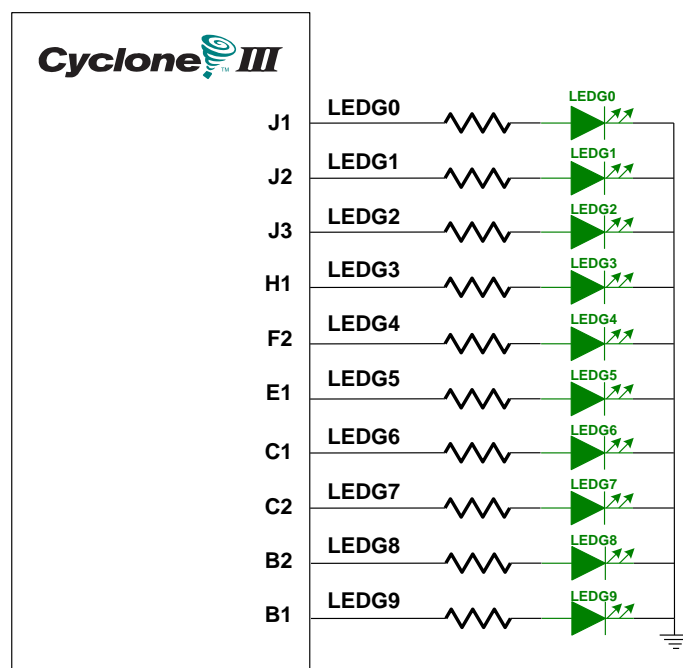 Cyclone III
TM
LEDG0
J1 LEDG0
LEDG1
J2 LEDG1
LEDG2
J3 LEDG2
LEDG3
H1 LEDG3
LEDG4
F2 LEDG4
LEDG5
E1 LEDG5
LEDG6
C1 LEDG6
LEDG7
C2 LEDG7
LEDG8
B2 LEDG8
LEDG9
B1 LEDG9